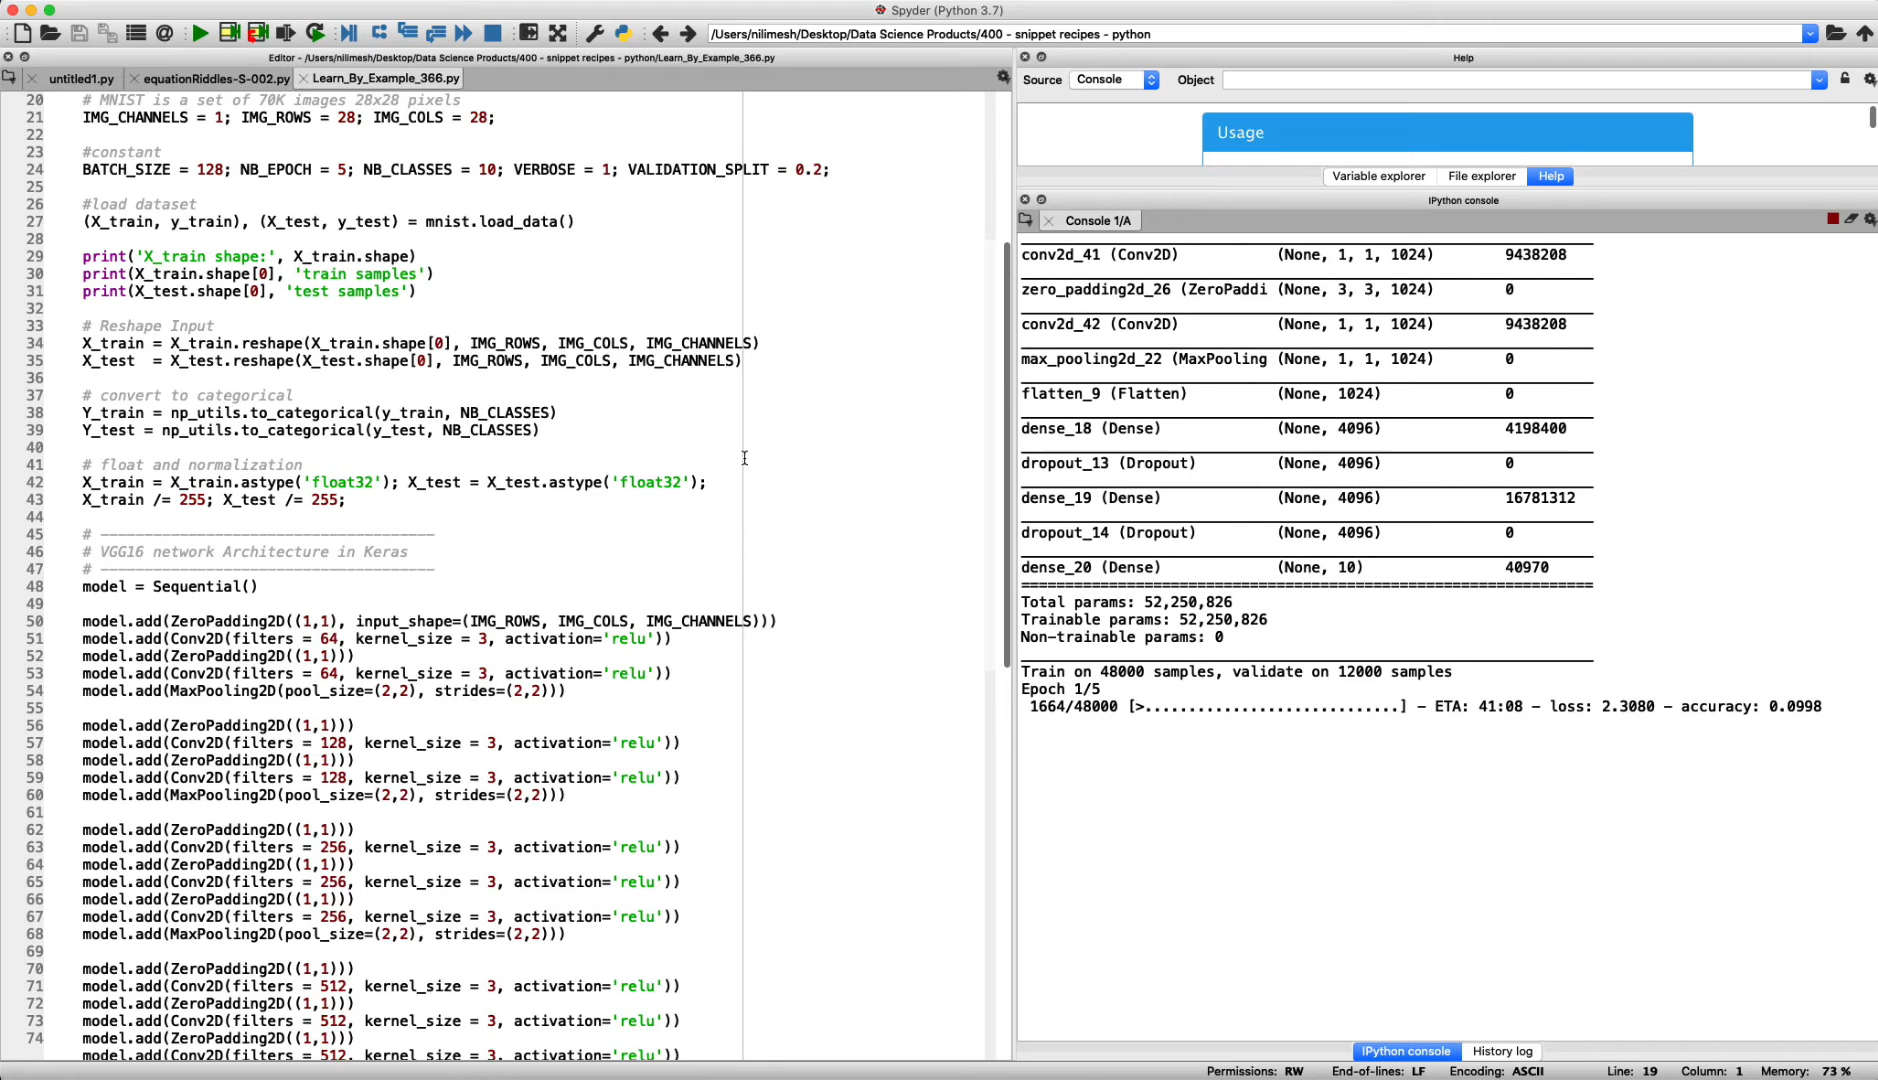 Spyder (Python 3.7)
/Users/nilimesh/Desktop/Data Science Products/400 - snippet recipes - python
Editor - /Users/nilimesh/Desktop/Data Science Products/400 - snippet recipes - python/Learn_By_Example_366.py
untitled1.py
equationRiddles-S-002.py
Learn_By_Example_366.py
20 # MNIST is a set of 70K images 28x28 pixels
21 IMG_CHANNELS = 1; IMG_ROWS = 28; IMG_COLS = 28;
22
23 #constant
24 BATCH_SIZE = 128; NB_EPOCH = 5; NB_CLASSES = 10; VERBOSE = 1; VALIDATION_SPLIT = 0.2;
25
26 #load dataset
27 (X_train, y_train), (X_test, y_test) = mnist.load_data()
28
29 print('X_train shape:', X_train.shape)
30 print(X_train.shape[0], 'train samples')
31 print(X_test.shape[0], 'test samples')
32
33 # Reshape Input
34 X_train = X_train.reshape(X_train.shape[0], IMG_ROWS, IMG_COLS, IMG_CHANNELS)
35 X_test  = X_test.reshape(X_test.shape[0], IMG_ROWS, IMG_COLS, IMG_CHANNELS)
36
37 # convert to categorical
38 Y_train = np_utils.to_categorical(y_train, NB_CLASSES)
39 Y_test = np_utils.to_categorical(y_test, NB_CLASSES)
40
41 # float and normalization
42 X_train = X_train.astype('float32'); X_test = X_test.astype('float32');
43 X_train /= 255; X_test /= 255;
44
45 # --------------------------------------
46 # VGG16 network Architecture in Keras
47 # --------------------------------------
48 model = Sequential()
49
50 model.add(ZeroPadding2D((1,1), input_shape=(IMG_ROWS, IMG_COLS, IMG_CHANNELS)))
51 model.add(Conv2D(filters = 64, kernel_size = 3, activation='relu'))
52 model.add(ZeroPadding2D((1,1)))
53 model.add(Conv2D(filters = 64, kernel_size = 3, activation='relu'))
54 model.add(MaxPooling2D(pool_size=(2,2), strides=(2,2)))
55
56 model.add(ZeroPadding2D((1,1)))
57 model.add(Conv2D(filters = 128, kernel_size = 3, activation='relu'))
58 model.add(ZeroPadding2D((1,1)))
59 model.add(Conv2D(filters = 128, kernel_size = 3, activation='relu'))
60 model.add(MaxPooling2D(pool_size=(2,2), strides=(2,2)))
61
62 model.add(ZeroPadding2D((1,1)))
63 model.add(Conv2D(filters = 256, kernel_size = 3, activation='relu'))
64 model.add(ZeroPadding2D((1,1)))
65 model.add(Conv2D(filters = 256, kernel_size = 3, activation='relu'))
66 model.add(ZeroPadding2D((1,1)))
67 model.add(Conv2D(filters = 256, kernel_size = 3, activation='relu'))
68 model.add(MaxPooling2D(pool_size=(2,2), strides=(2,2)))
69
70 model.add(ZeroPadding2D((1,1)))
71 model.add(Conv2D(filters = 512, kernel_size = 3, activation='relu'))
72 model.add(ZeroPadding2D((1,1)))
73 model.add(Conv2D(filters = 512, kernel_size = 3, activation='relu'))
74 model.add(ZeroPadding2D((1,1)))
model.add(Conv2D(filters = 512, kernel_size = 3, activation='relu'))
Help
Source Console Object
Usage
Variable explorer File explorer Help
IPython console
Console 1/A
conv2d_41 (Conv2D) (None, 1, 1, 1024) 9438208
zero_padding2d_26 (ZeroPaddi (None, 3, 3, 1024) 0
conv2d_42 (Conv2D) (None, 1, 1, 1024) 9438208
max_pooling2d_22 (MaxPooling (None, 1, 1, 1024) 0
flatten_9 (Flatten) (None, 1024) 0
dense_18 (Dense) (None, 4096) 4198400
dropout_13 (Dropout) (None, 4096) 0
dense_19 (Dense) (None, 4096) 16781312
dropout_14 (Dropout) (None, 4096) 0
dense_20 (Dense) (None, 10) 40970
=================================================================
Total params: 52,250,826
Trainable params: 52,250,826
Non-trainable params: 0
Train on 48000 samples, validate on 12000 samples
Epoch 1/5
1664/48000 [>.............................] - ETA: 41:08 - loss: 2.3080 - accuracy: 0.0998
IPython console History log
Permissions: RW End-of-lines: LF Encoding: ASCII Line: 19 Column: 1 Memory: 73 %